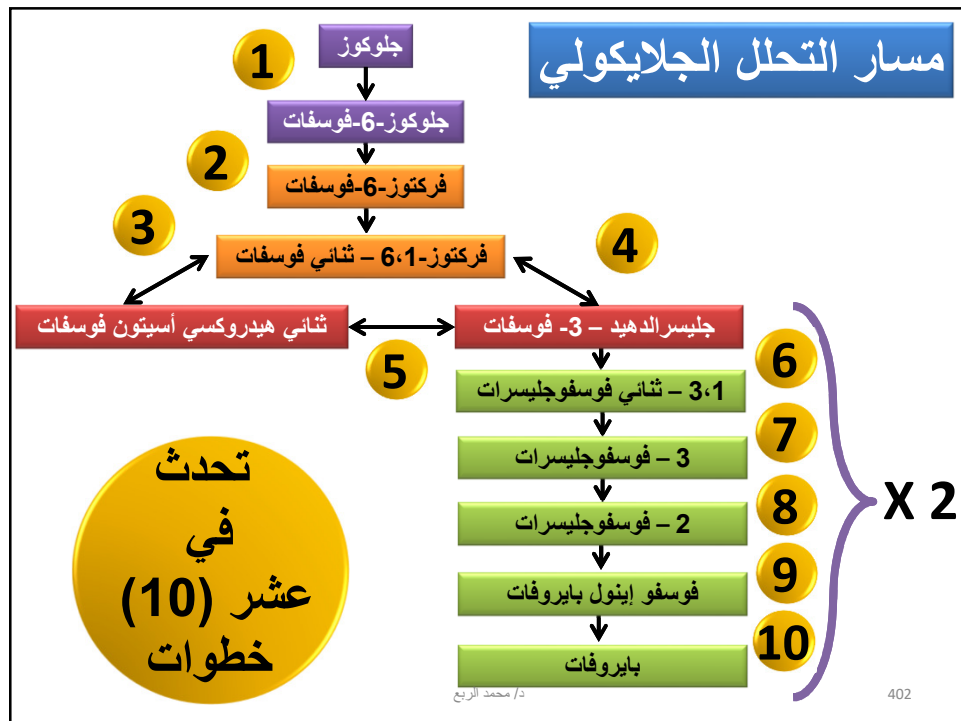 مسار التحلل الجلايكولي
جلوكوز
1
جلوكوز-6-فوسفات
2
فركتوز-6-فوسفات
3
4
فركتوز-6،1 – ثنائي فوسفات
جليسرالدهيد – 3- فوسفات
ثنائي هيدروكسي أسيتون فوسفات
5
6
3،1 – ثنائي فوسفوجليسرات
7
3 – فوسفوجليسرات
8
2 – فوسفوجليسرات
9
فوسفو إينول بايروفات
10
بايروفات
X 2
تحدث
في
عشر (10)
خطوات
د/ محمد الربع
402